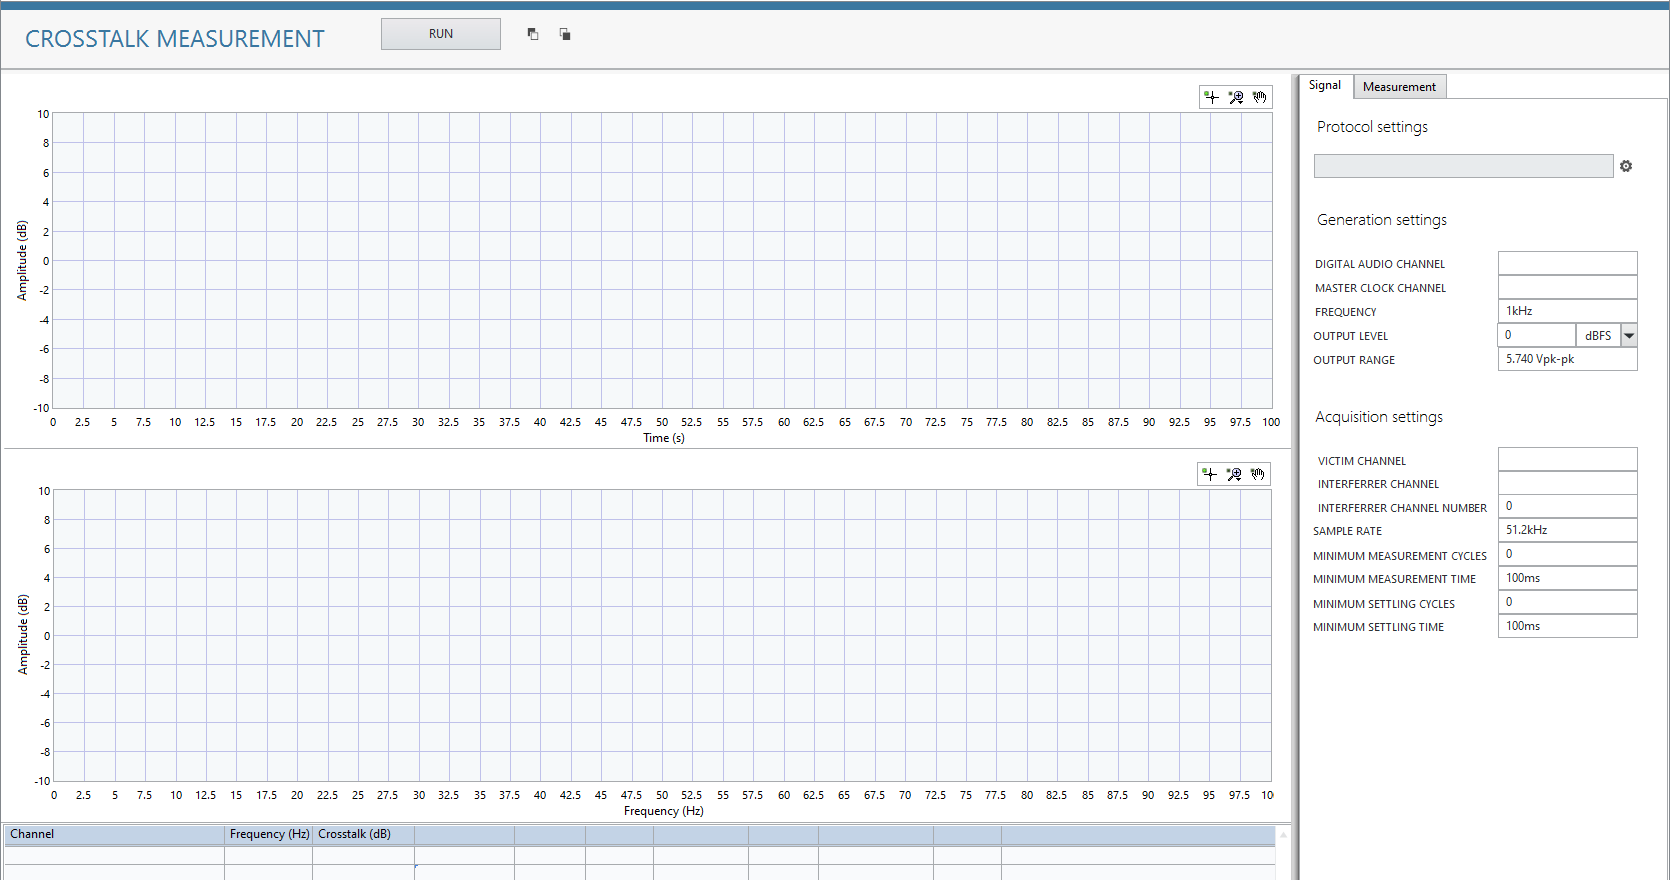 CROSSTALK MEASUREMENT
RUN
Signal
Measurement
10
8
6
4
2
0
-2
-4
-6
-8
-10
Amplitude (dB)
0 2.5 5 7.5 10 12.5 15 17.5 20 22.5 25 27.5 30 32.5 35 37.5 40 42.5 45 47.5 50 52.5 55 57.5 60 62.5 65 67.5 70 72.5 75 77.5 80 82.5 85 87.5 90 92.5 95 97.5 100
Time (s)
10
8
6
4
2
0
-2
-4
-6
-8
-10
Amplitude (dB)
0 2.5 5 7.5 10 12.5 15 17.5 20 22.5 25 27.5 30 32.5 35 37.5 40 42.5 45 47.5 50 52.5 55 57.5 60 62.5 65 67.5 70 72.5 75 77.5 80 82.5 85 87.5 90 92.5 95 97.5 10
Frequency (Hz)
Channel Frequency (Hz) Crosstalk (dB)
Protocol settings
Generation settings
DIGITAL AUDIO CHANNEL
MASTER CLOCK CHANNEL
FREQUENCY 1kHz
OUTPUT LEVEL 0 dBFS
OUTPUT RANGE 5.740 Vpk-pk
Acquisition settings
VICTIM CHANNEL
INTERFERRER CHANNEL
INTERFERRER CHANNEL NUMBER 0
SAMPLE RATE 51.2kHz
MINIMUM MEASUREMENT CYCLES 0
MINIMUM MEASUREMENT TIME 100ms
MINIMUM SETTLING CYCLES 0
MINIMUM SETTLING TIME 100ms